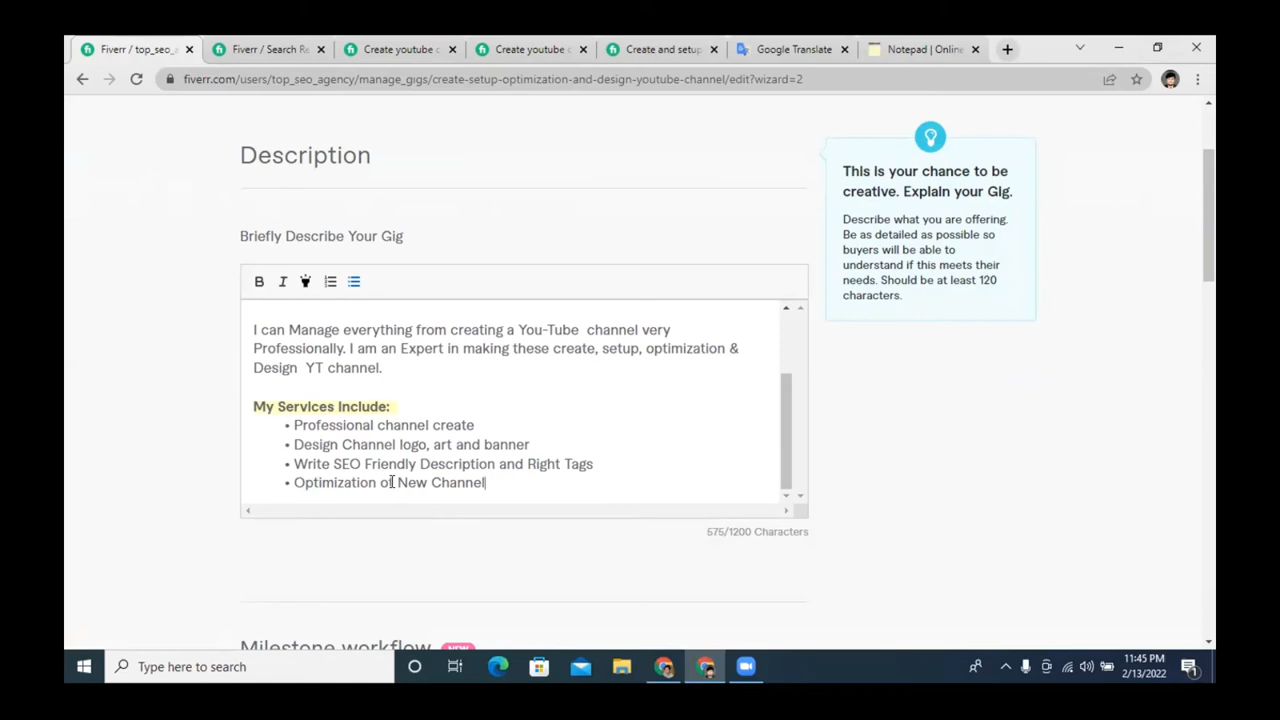 Fiverr / top_seo_a
Fiverr / Search Re
Create youtube c
Create youtube c
Create and setup
Google Translate
Notepad | Online
fiverr.com/users/top_seo_agency/manage_gigs/create-setup-optimization-and-design-youtube-channel/edit?wizard=2
Description
Briefly Describe Your Gig
B I
I can Manage everything from creating a You-Tube channel very
Professionally. I am an Expert in making these create, setup, optimization &
Design YT channel.
My Services Include:
• Professional channel create
• Design Channel logo, art and banner
• Write SEO Friendly Description and Right Tags
• Optimization of New Channel
575/1200 Characters
This is your chance to be
creative. Explain your Gig.
Describe what you are offering.
Be as detailed as possible so
buyers will be able to
understand if this meets their
needs. Should be at least 120
characters.
Milestone workflow NEW
Type here to search
11:45 PM
2/13/2022
1